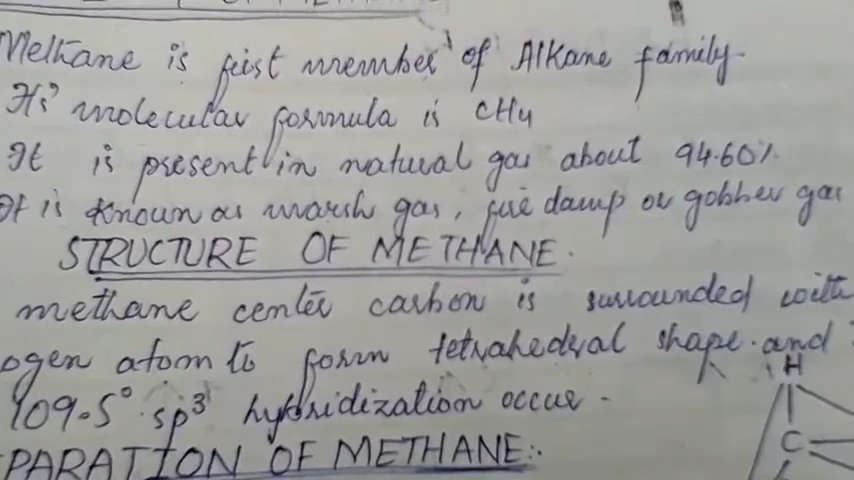 OF METHANE
Methane is first member of Alkane family.
Its molecular formula is CH4
It is present in natural gas about 94.60%
It is known as marsh gas, fire damp or gobber gas
STRUCTURE OF METHANE.
methane center carbon is surrounded with
ogen atom to form tetrahedral shape. and
109.5° sp3 hybridization occur.
H
C
PARATION OF METHANE:.